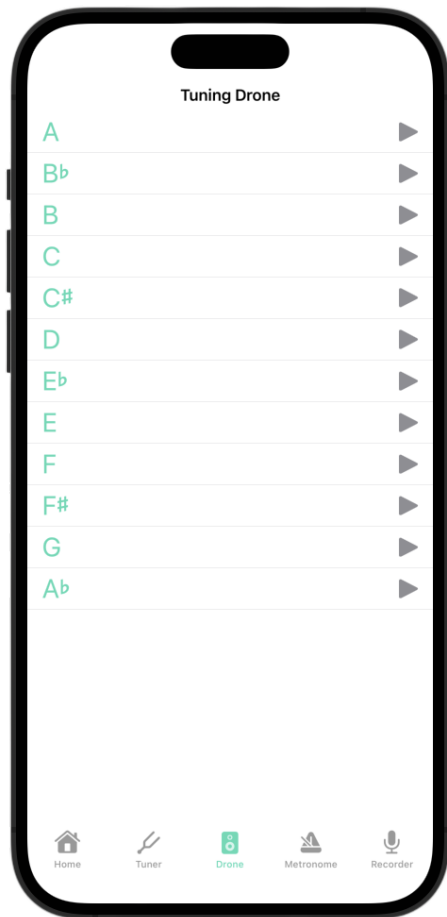 Tuning Drone
A
B♭
B
C
C♯
D
E♭
E
F
F♯
G
A♭
Home Tuner Drone Metronome Recorder